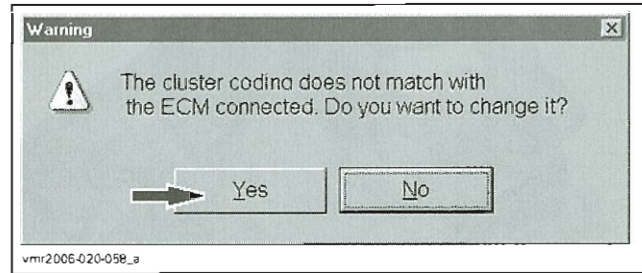 Warning
The cluster coding does not match with
the ECM connected. Do you want to change it?
Yes
No
vmr2006-020-058_a